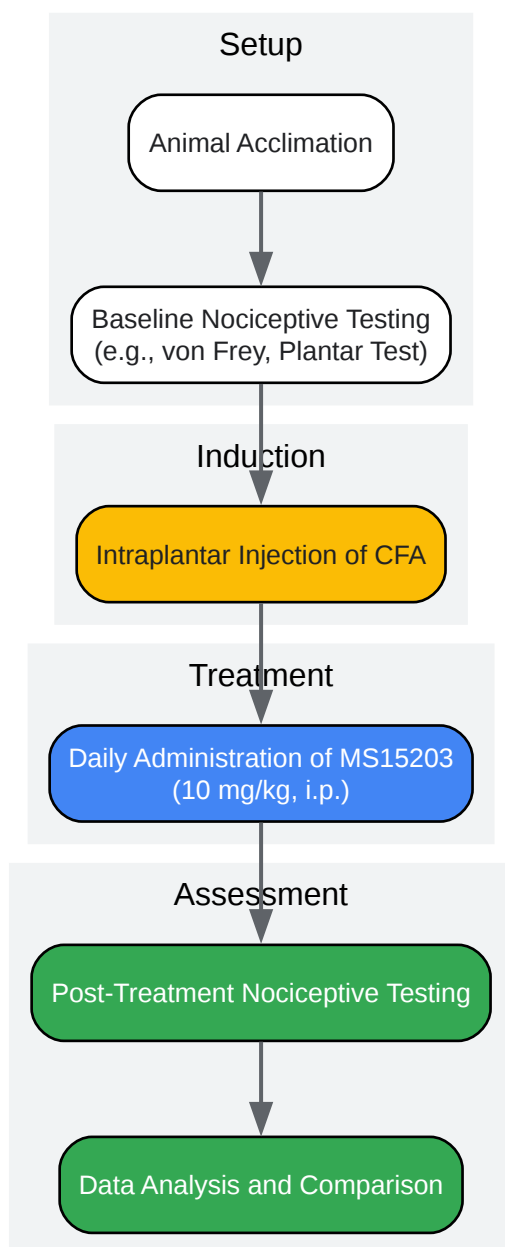 Setup
Animal Acclimation
Baseline Nociceptive Testing
(e.g., von Frey, Plantar Test)
Induction
Intraplantar Injection of CFA
Treatment
Daily Administration of MS15203
(10 mg/kg, i.p.)
Assessment
Post-Treatment Nociceptive Testing
Data Analysis and Comparison